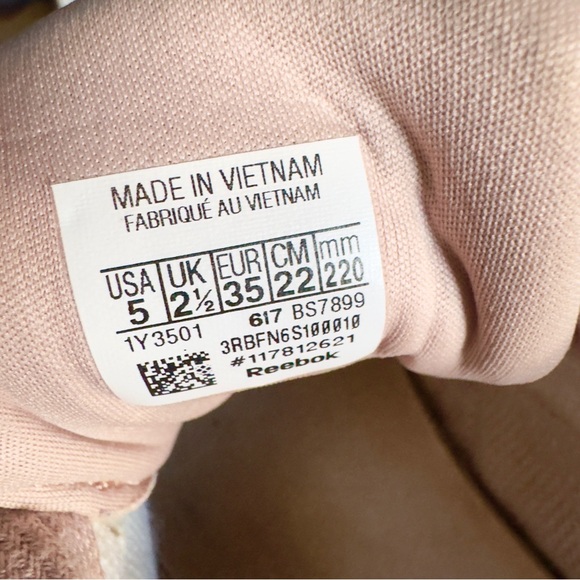 MADE IN VIETNAM
FABRIQUÉ AU VIETNAM
USA UK EUR CM mm
5 2½ 35 22 220
1Y3501 617 BS7899
3RBFN6S100010
#117812621
Reebok